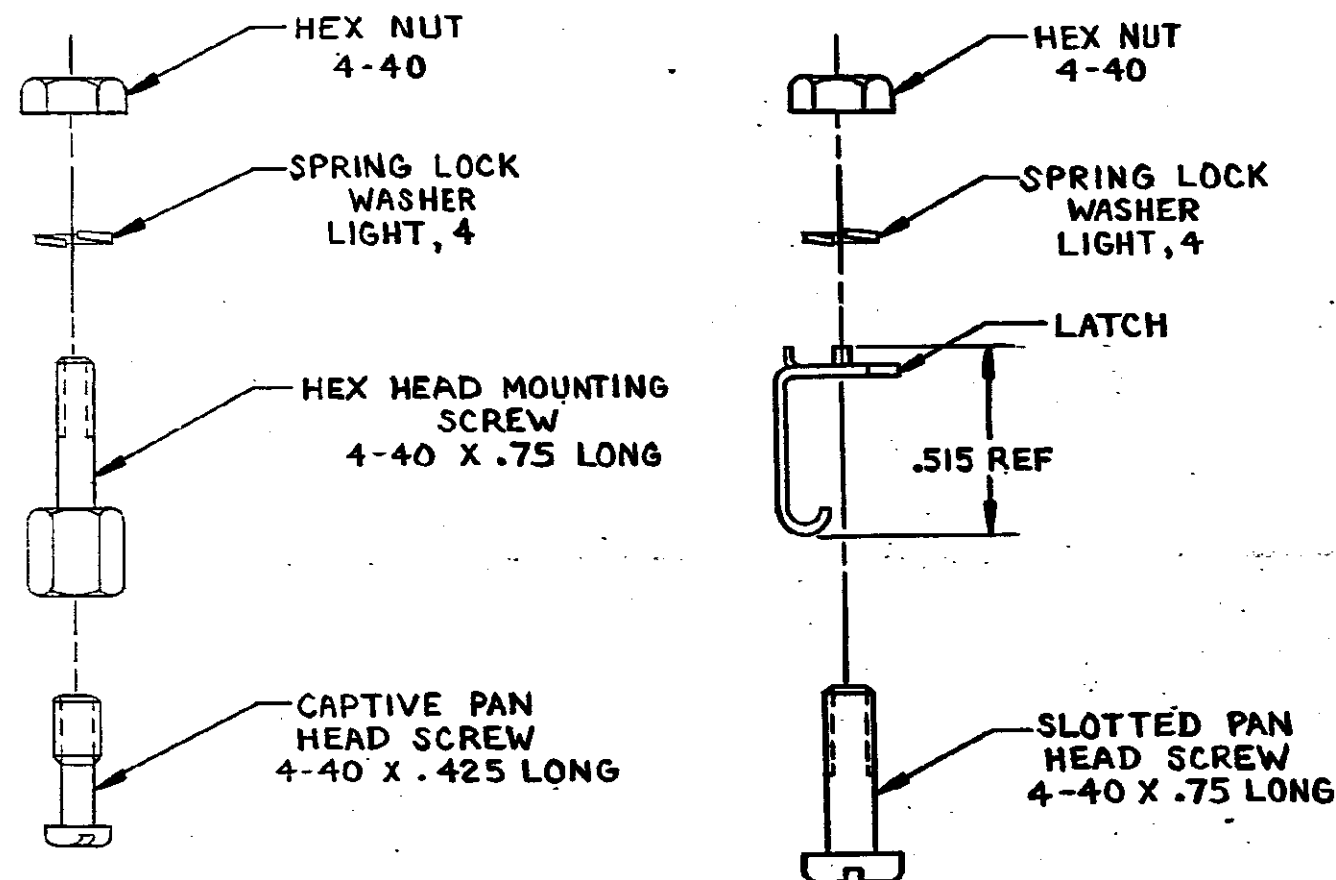 HEX NUT
4-40
SPRING LOCK
WASHER
LIGHT, 4
HEX HEAD MOUNTING
SCREW
4-40 X .75 LONG
CAPTIVE PAN
HEAD SCREW
4-40 X .425 LONG
HEX NUT
4-40
SPRING LOCK
WASHER
LIGHT, 4
LATCH
.515 REF
SLOTTED PAN
HEAD SCREW
4-40 X .75 LONG